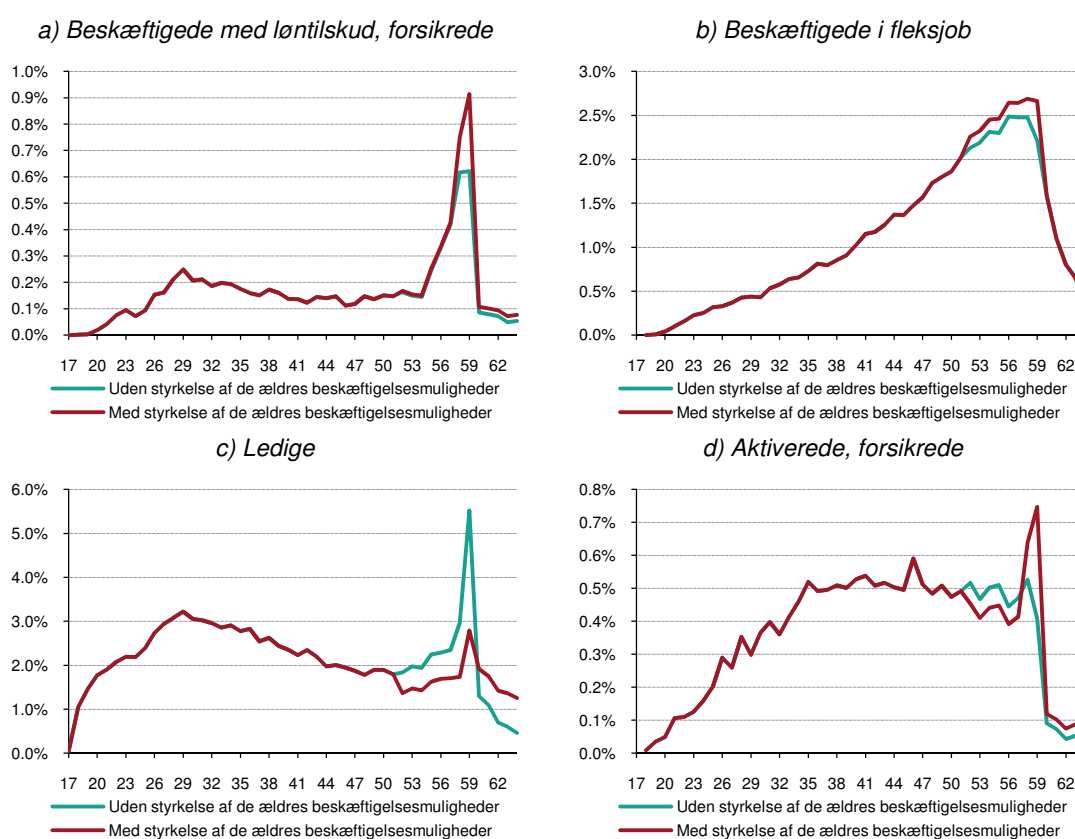 a) Beskæftigede med løntilskud, forsikrede
1.0%
0.9%
0.8%
0.7%
0.6%
0.5%
0.4%
0.3%
0.2%
0.1%
0.0%
17 20 23 26 29 32 35 38 41 44 47 50 53 56 59 62
Uden styrkelse af de ældres beskæftigelsesmuligheder
Med styrkelse af de ældres beskæftigelsesmuligheder
b) Beskæftigede i fleksjob
3.0%
2.5%
2.0%
1.5%
1.0%
0.5%
0.0%
17 20 23 26 29 32 35 38 41 44 47 50 53 56 59 62
Uden styrkelse af de ældres beskæftigelsesmuligheder
Med styrkelse af de ældres beskæftigelsesmuligheder
c) Ledige
6.0%
5.0%
4.0%
3.0%
2.0%
1.0%
0.0%
17 20 23 26 29 32 35 38 41 44 47 50 53 56 59 62
Uden styrkelse af de ældres beskæftigelsesmuligheder
Med styrkelse af de ældres beskæftigelsesmuligheder
d) Aktiverede, forsikrede
0.8%
0.7%
0.6%
0.5%
0.4%
0.3%
0.2%
0.1%
0.0%
17 20 23 26 29 32 35 38 41 44 47 50 53 56 59 62
Uden styrkelse af de ældres beskæftigelsesmuligheder
Med styrkelse af de ældres beskæftigelsesmuligheder